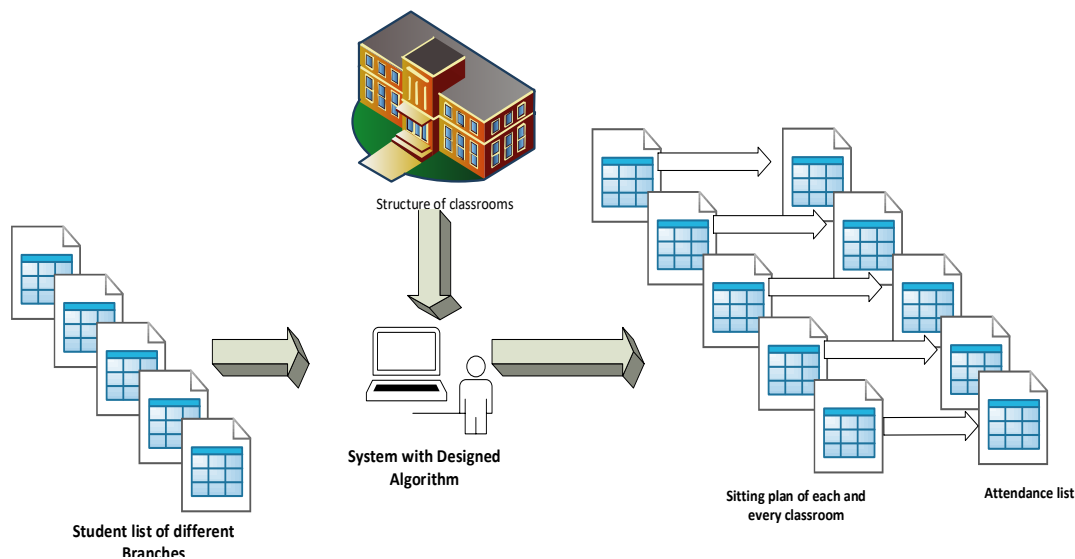 Structure of classrooms
System with Designed
Algorithm
Student list of different
Branches
Sitting plan of each and
every classroom
Attendance list